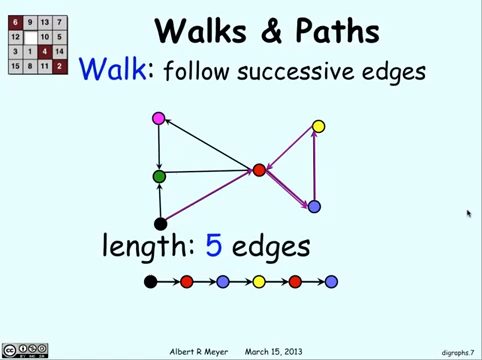 6 9 13 7
12 10 5
3 1 4 14
15 8 11 2
Walks & Paths
Walk: follow successive edges
length: 5 edges
Albert R Meyer March 15, 2013
digraphs.7